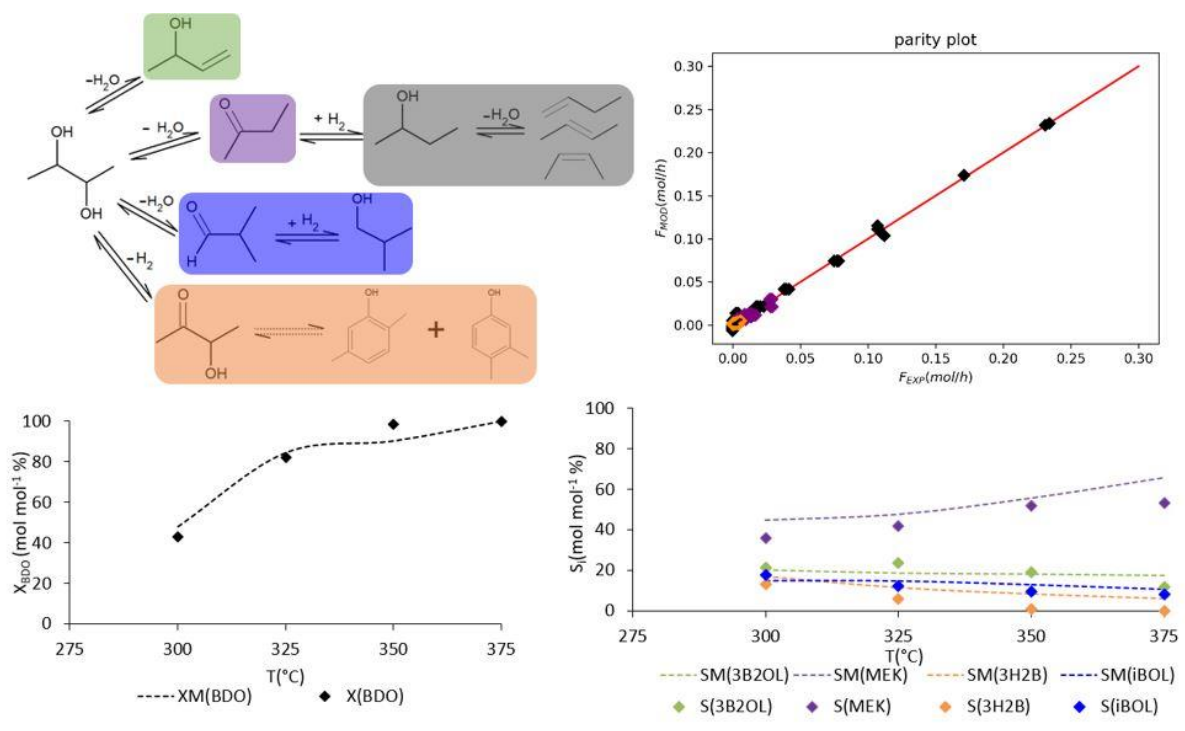 OH
–H₂O
OH
OH
– H₂O
O
+ H₂
OH
–H₂O
–H₂O
O
H
+ H₂
OH
–H₂
O
OH
OH
+
OH
parity plot
0.30
0.25
0.20
0.15
0.10
0.05
0.00
F_MOD(mol/h)
0.00 0.05 0.10 0.15 0.20 0.25 0.30
F_EXP(mol/h)
100
80
60
40
20
0
X_BDO (mol mol⁻¹ %)
275 300 325 350 375
T(°C)
XM(BDO) X(BDO)
100
80
60
40
20
0
S_i(mol mol⁻¹ %)
275 300 325 350 375
T(°C)
SM(3B2OL) SM(MEK) SM(3H2B) SM(iBOL)
S(3B2OL) S(MEK) S(3H2B) S(iBOL)